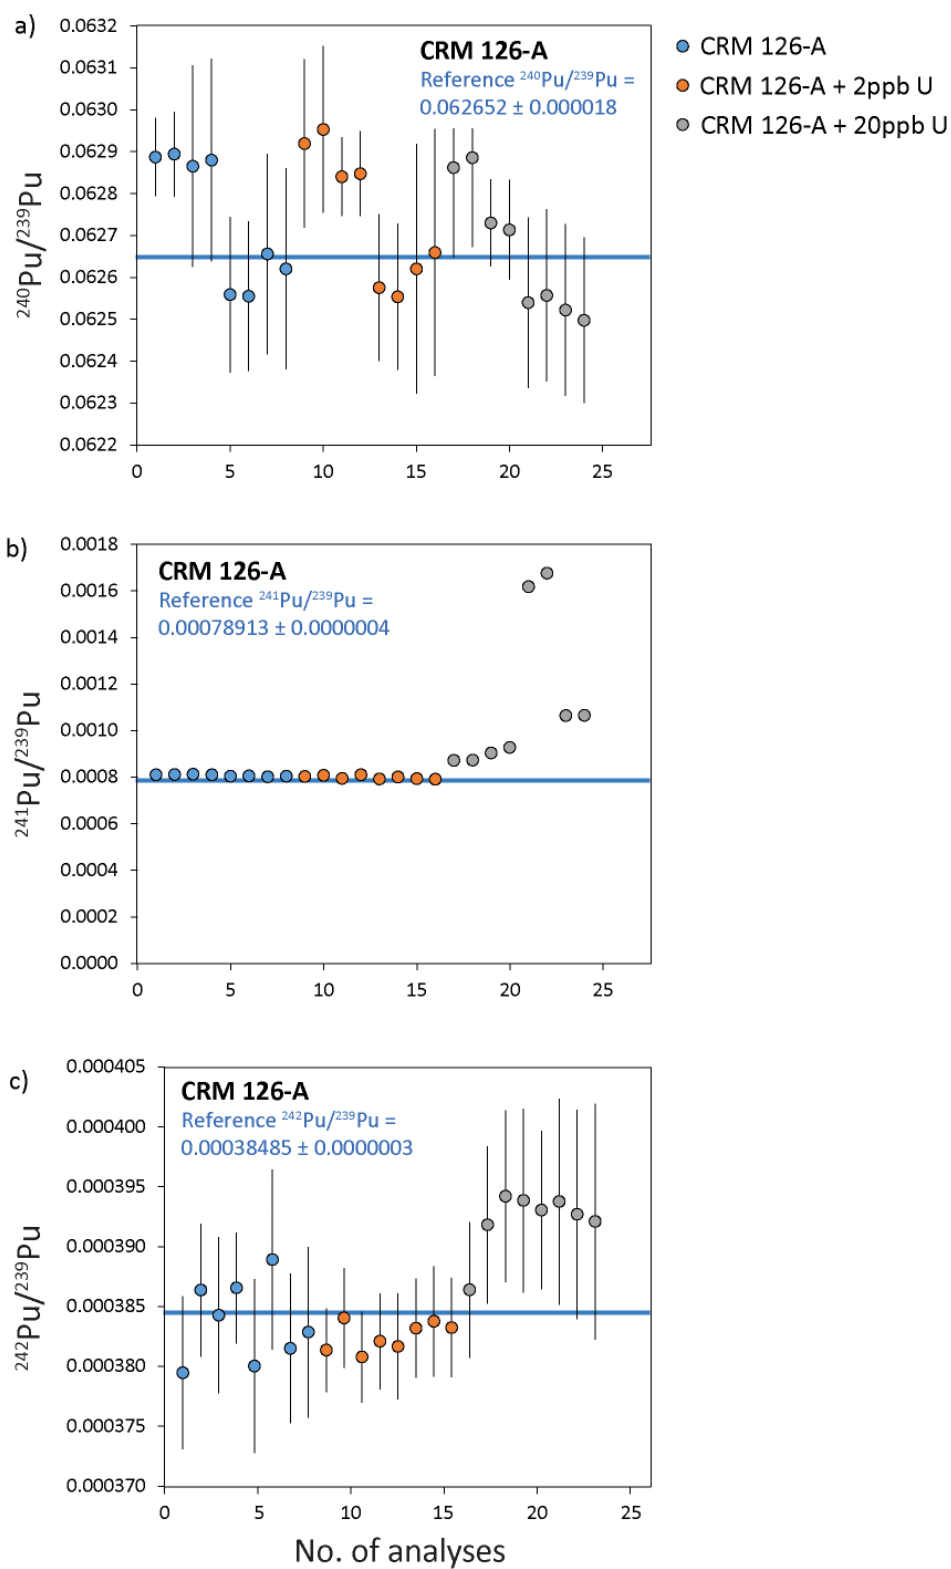 a)
0.0632
0.0631
0.0630
0.0629
0.0628
0.0627
0.0626
0.0625
0.0624
0.0623
0.0622
²⁴⁰Pu/²³⁹Pu
CRM 126-A
Reference ²⁴⁰Pu/²³⁹Pu =
0.062652 ± 0.000018
0 5 10 15 20 25
CRM 126-A
CRM 126-A + 2ppb U
CRM 126-A + 20ppb U
b)
0.0018
0.0016
0.0014
0.0012
0.0010
0.0008
0.0006
0.0004
0.0002
0.0000
²⁴¹Pu/²³⁹Pu
CRM 126-A
Reference ²⁴¹Pu/²³⁹Pu =
0.00078913 ± 0.0000004
0 5 10 15 20 25
c)
0.000405
0.000400
0.000395
0.000390
0.000385
0.000380
0.000375
0.000370
²⁴²Pu/²³⁹Pu
CRM 126-A
Reference ²⁴²Pu/²³⁹Pu =
0.00038485 ± 0.0000003
0 5 10 15 20 25
No. of analyses